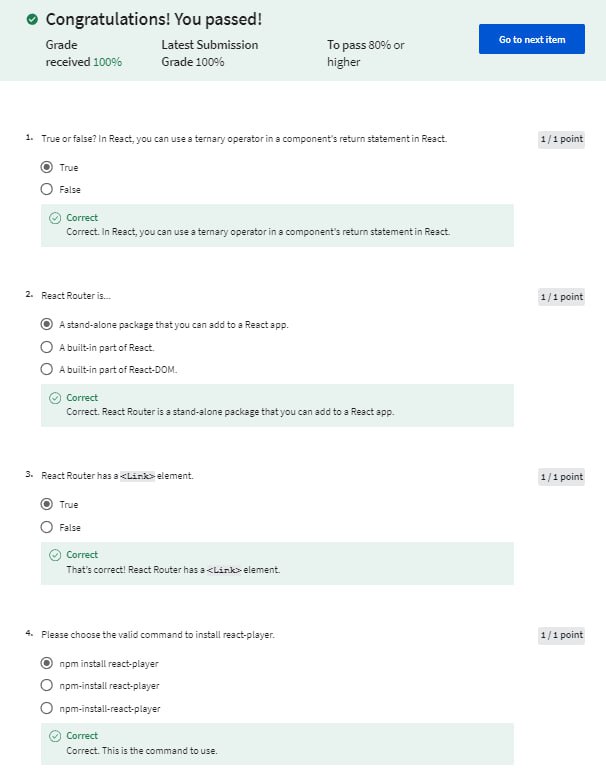 Congratulations! You passed!
Grade received 100%
Latest Submission Grade 100%
To pass 80% or higher
Go to next item
1. True or false? In React, you can use a ternary operator in a component's return statement in React.
1 / 1 point
True
False
Correct
Correct. In React, you can use a ternary operator in a component's return statement in React.
2. React Router is...
1 / 1 point
A stand-alone package that you can add to a React app.
A built-in part of React.
A built-in part of React-DOM.
Correct
Correct. React Router is a stand-alone package that you can add to a React app.
3. React Router has a <Link> element.
1 / 1 point
True
False
Correct
That's correct! React Router has a <Link> element.
4. Please choose the valid command to install react-player.
1 / 1 point
npm install react-player
npm-install react-player
npm-install-react-player
Correct
Correct. This is the command to use.